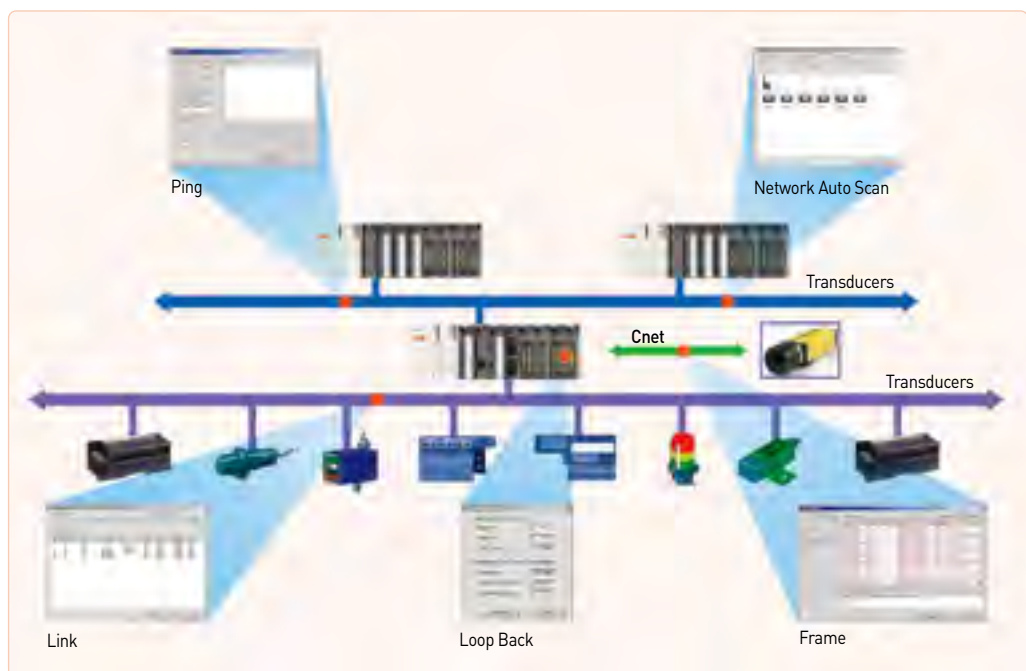 Ping
Network Auto Scan
Transducers
Cnet
Transducers
Link
Loop Back
Frame